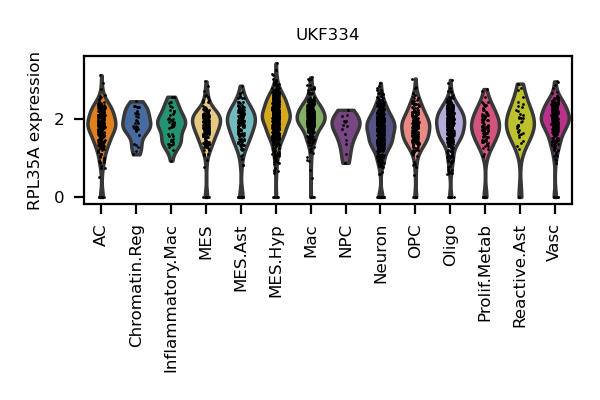 UKF334
RPL35A expression
2
0
AC
Chromatin.Reg
Inflammatory.Mac
MES
MES.Ast
MES.Hyp
Mac
NPC
Neuron
OPC
Oligo
Prolif.Metab
Reactive.Ast
Vasc